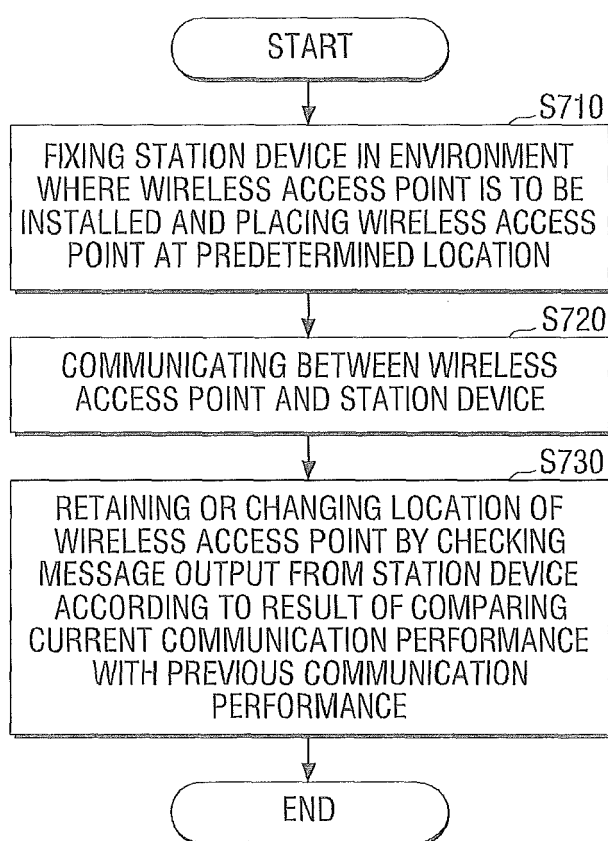 START
S710
FIXING STATION DEVICE IN ENVIRONMENT
WHERE WIRELESS ACCESS POINT IS TO BE
INSTALLED AND PLACING WIRELESS ACCESS
POINT AT PREDETERMINED LOCATION
S720
COMMUNICATING BETWEEN WIRELESS
ACCESS POINT AND STATION DEVICE
S730
RETAINING OR CHANGING LOCATION OF
WIRELESS ACCESS POINT BY CHECKING
MESSAGE OUTPUT FROM STATION DEVICE
ACCORDING TO RESULT OF COMPARING
CURRENT COMMUNICATION PERFORMANCE
WITH PREVIOUS COMMUNICATION
PERFORMANCE
END